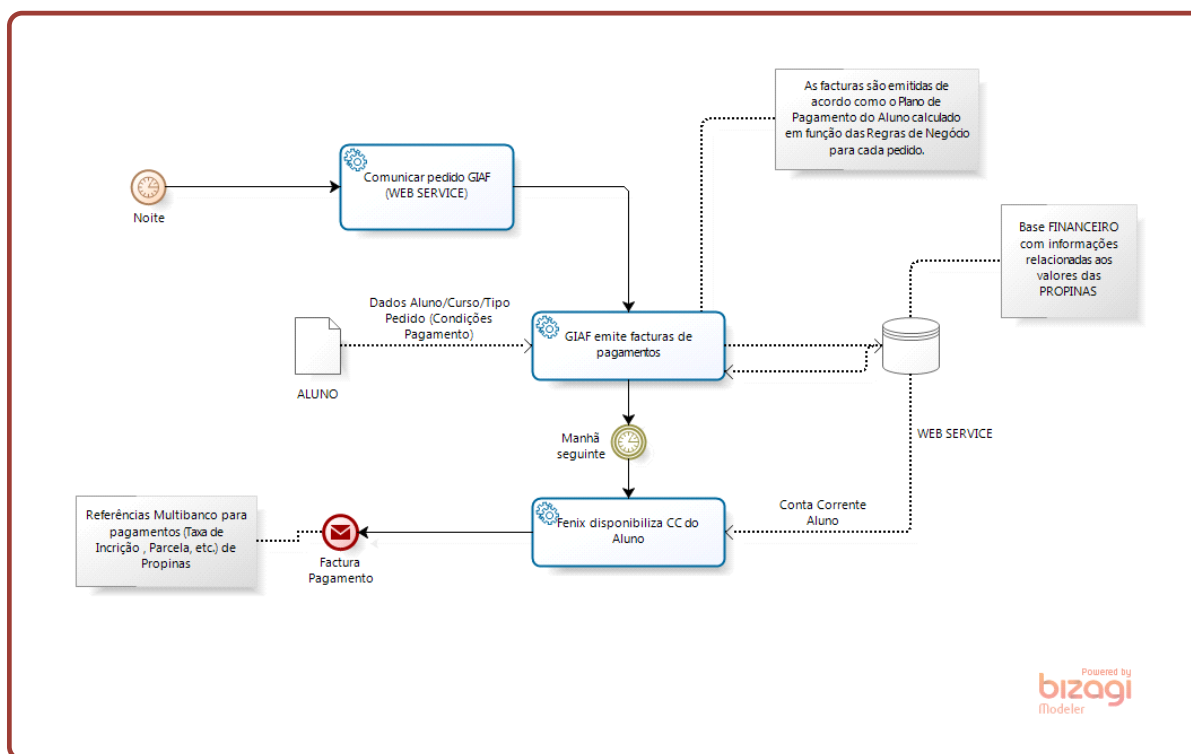 As facturas são emitidas de
acordo como o Plano de
Pagamento do Aluno calculado
em função das Regras de Negócio
para cada pedido.
Comunicar pedido GIAF
(WEB SERVICE)
Noite
Base FINANCEIRO
com informações
relacionadas aos
valores das
PROPINAS
Dados Aluno/Curso/Tipo
Pedido (Condições
Pagamento)
GIAF emite facturas de
pagamentos
ALUNO
WEB SERVICE
Manhã
seguinte
Conta Corrente
Aluno
Fenix disponibiliza CC do
Aluno
Referências Multibanco para
pagamentos (Taxa de
Incrição , Parcela, etc.) de
Propinas
Factura
Pagamento
Powered by
bizagi
Modeler